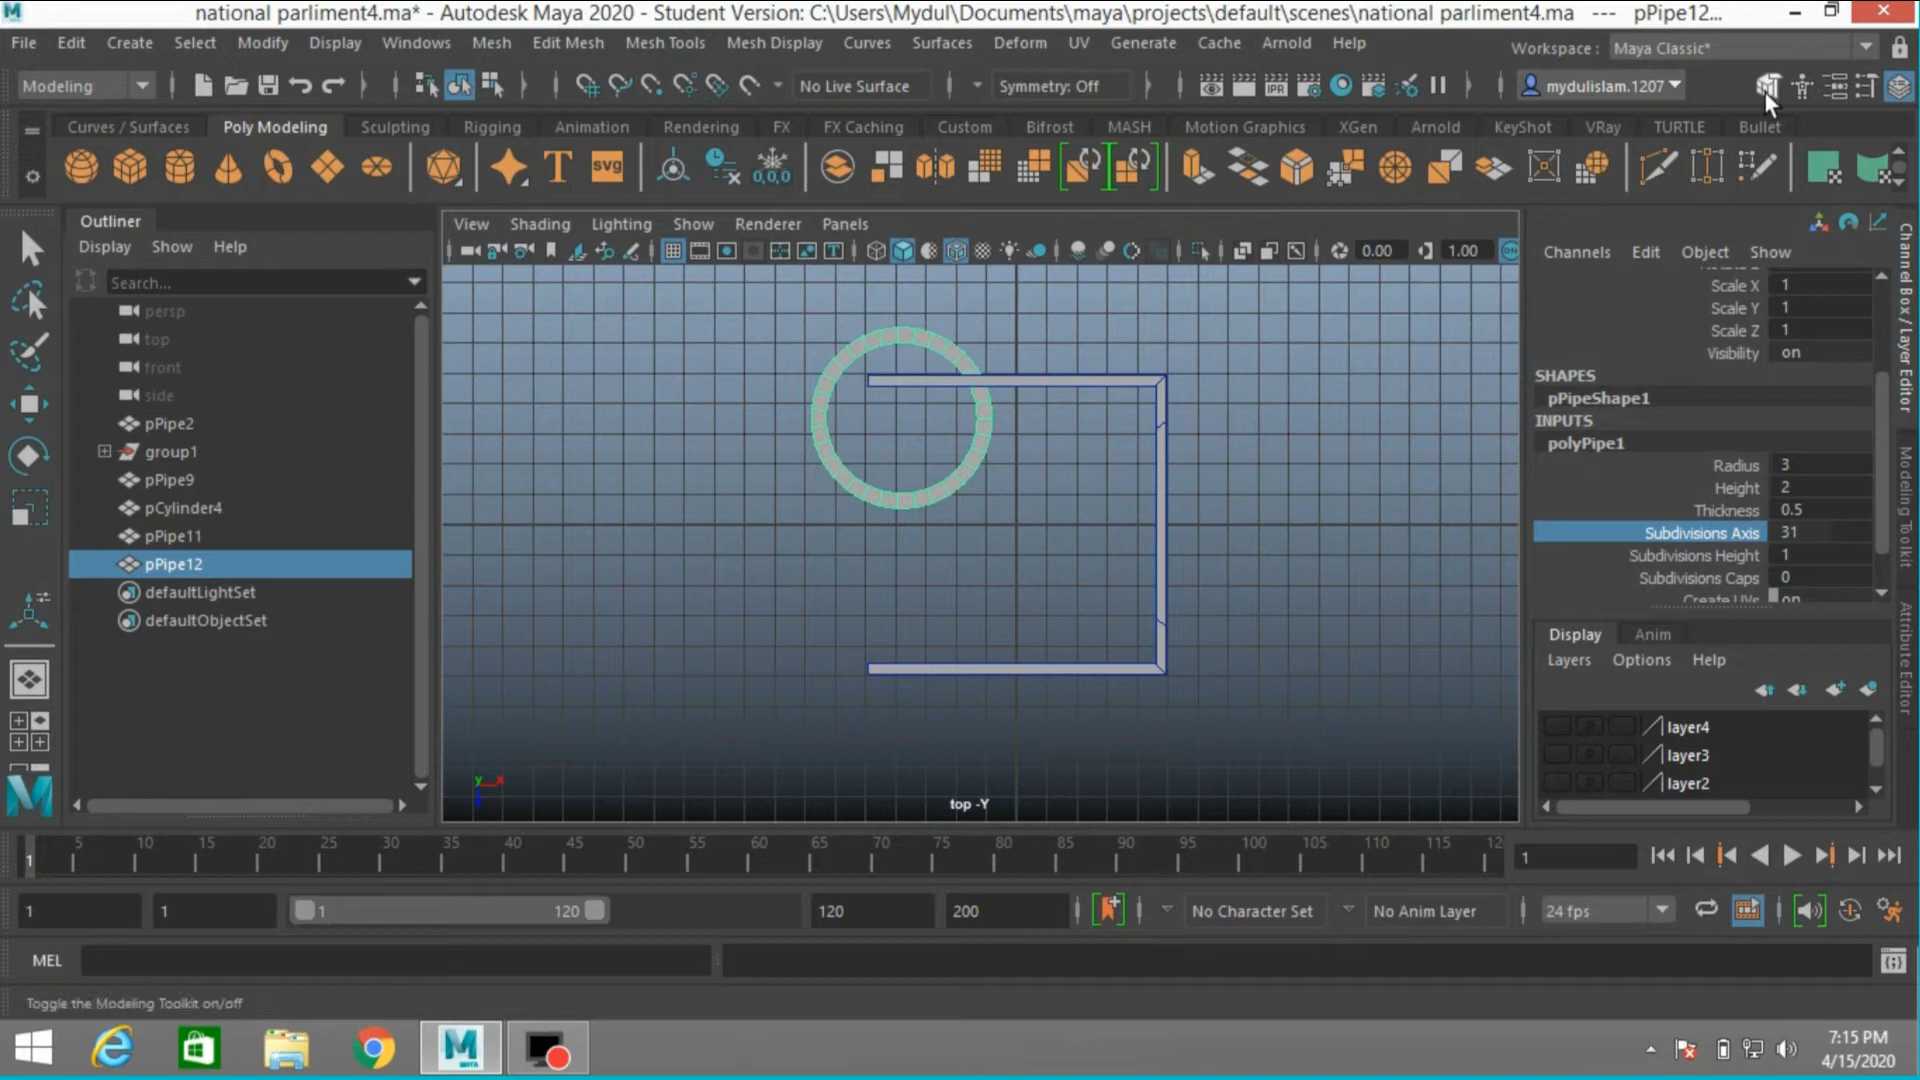 national parliment4.ma* - Autodesk Maya 2020 - Student Version: C:\Users\Mydul\Documents\maya\projects\default\scenes\national parliment4.ma --- pPipe12...
File Edit Create Select Modify Display Windows Mesh Edit Mesh Mesh Tools Mesh Display Curves Surfaces Deform UV Generate Cache Arnold Help
Workspace : Maya Classic*
Modeling No Live Surface Symmetry: Off IPR mydulislam.1207
Curves / Surfaces Poly Modeling Sculpting Rigging Animation Rendering FX FX Caching Custom Bifrost MASH Motion Graphics XGen Arnold KeyShot VRay TURTLE Bullet
T svg 0,0,0
Outliner
Display Show Help
Search...
persp
top
front
side
pPipe2
group1
pPipe9
pCylinder4
pPipe11
pPipe12
defaultLightSet
defaultObjectSet
View Shading Lighting Show Renderer Panels
0.00 1.00
y x
top -Y
Channels Edit Object Show
Scale X 1
Scale Y 1
Scale Z 1
Visibility on
SHAPES
pPipeShape1
INPUTS
polyPipe1
Radius 3
Height 2
Thickness 0.5
Subdivisions Axis 31
Subdivisions Height 1
Subdivisions Caps 0
Create UVs on
Display Anim
Layers Options Help
layer4
layer3
layer2
Channel Box / Layer Editor
Modeling Toolkit
Attribute Editor
1 5 10 15 20 25 30 35 40 45 50 55 60 65 70 75 80 85 90 95 100 105 110 115 12
1
1 1 1 120 120 200 No Character Set No Anim Layer 24 fps
MEL
Toggle the Modeling Toolkit on/off
7:15 PM
4/15/2020